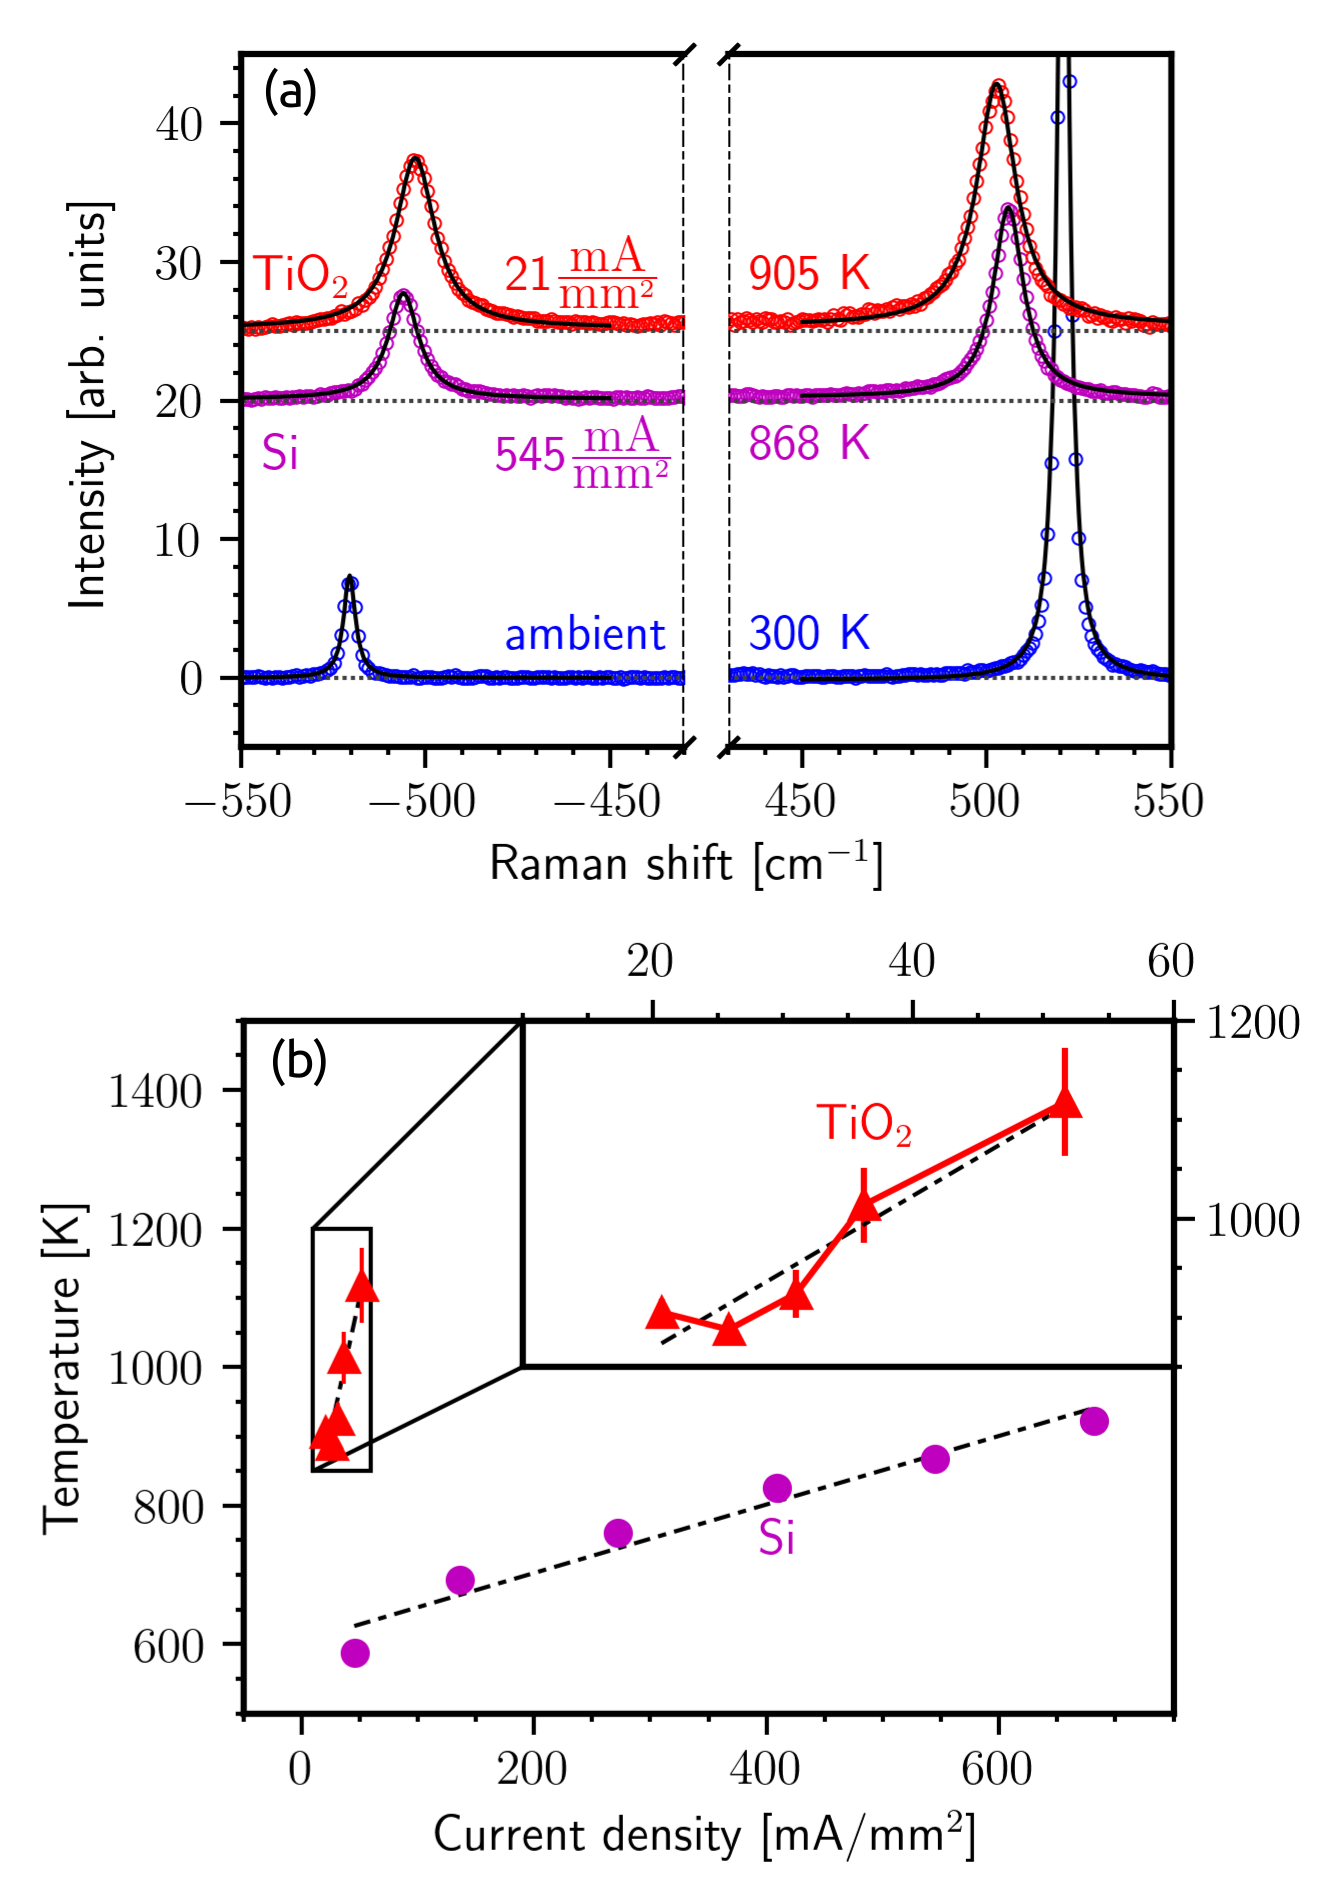 (a)
40
30
20
10
0
Intensity [arb. units]
TiO₂ 21 mA/mm² 905 K
Si 545 mA/mm² 868 K
ambient 300 K
−550 −500 −450 450 500 550
Raman shift [cm⁻¹]
20 40 60
(b)
1200
1000
TiO₂
1400
1200
1000
800
600
Temperature [K]
Si
0 200 400 600
Current density [mA/mm²]